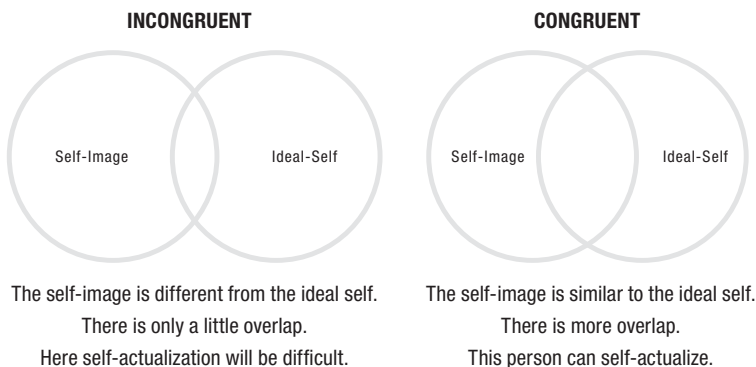 INCONGRUENT
Self-Image
Ideal-Self
The self-image is different from the ideal self.
There is only a little overlap.
Here self-actualization will be difficult.
CONGRUENT
Self-Image
Ideal-Self
The self-image is similar to the ideal self.
There is more overlap.
This person can self-actualize.